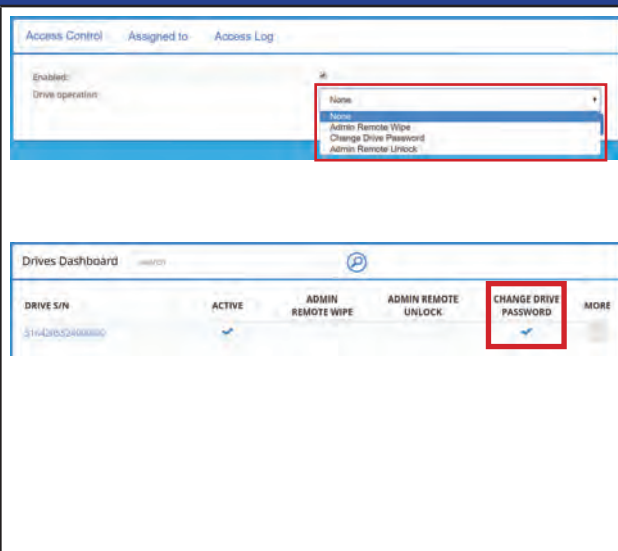 Access Control Assigned to Access Log
Enabled:
Drive operation
None
None
Admin Remote Wipe
Change Drive Password
Admin Remote Unlock
Drives Dashboard search
DRIVE S/N ACTIVE ADMIN REMOTE WIPE ADMIN REMOTE UNLOCK CHANGE DRIVE PASSWORD MORE